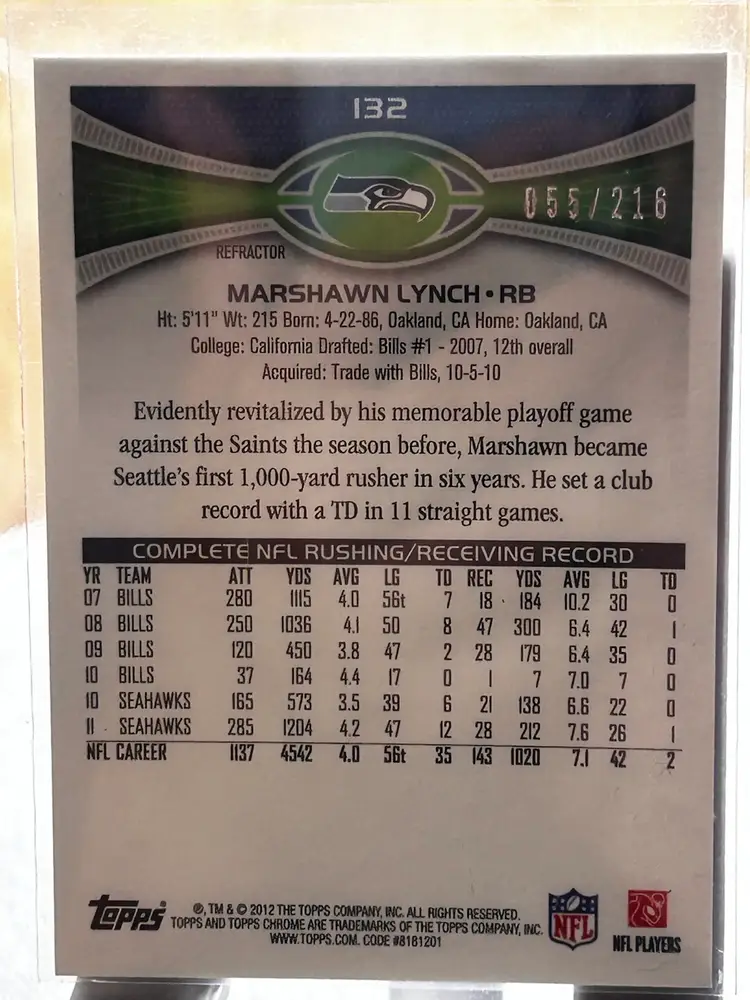 132
055/216
REFRACTOR
MARSHAWN LYNCH • RB
Ht: 5'11" Wt: 215 Born: 4-22-86, Oakland, CA Home: Oakland, CA
College: California Drafted: Bills #1 - 2007, 12th overall
Acquired: Trade with Bills, 10-5-10
Evidently revitalized by his memorable playoff game
against the Saints the season before, Marshawn became
Seattle's first 1,000-yard rusher in six years. He set a club
record with a TD in 11 straight games.
COMPLETE NFL RUSHING/RECEIVING RECORD
YR TEAM ATT YDS AVG LG TD REC YDS AVG LG TD
07 BILLS 280 1115 4.0 56t 7 18 184 10.2 30 0
08 BILLS 250 1036 4.1 50 8 47 300 6.4 42 1
09 BILLS 120 450 3.8 47 2 28 179 6.4 35 0
10 BILLS 37 164 4.4 17 0 1 7 7.0 7 0
10 SEAHAWKS 165 573 3.5 39 6 21 138 6.6 22 0
11 SEAHAWKS 285 1204 4.2 47 12 28 212 7.6 26 1
NFL CAREER 1137 4542 4.0 56t 35 143 1020 7.1 42 2
Topps
®, TM & © 2012 THE TOPPS COMPANY, INC. ALL RIGHTS RESERVED.
TOPPS AND TOPPS CHROME ARE TRADEMARKS OF THE TOPPS COMPANY, INC.
WWW.TOPPS.COM. CODE #8181201
NFL
NFL PLAYERS